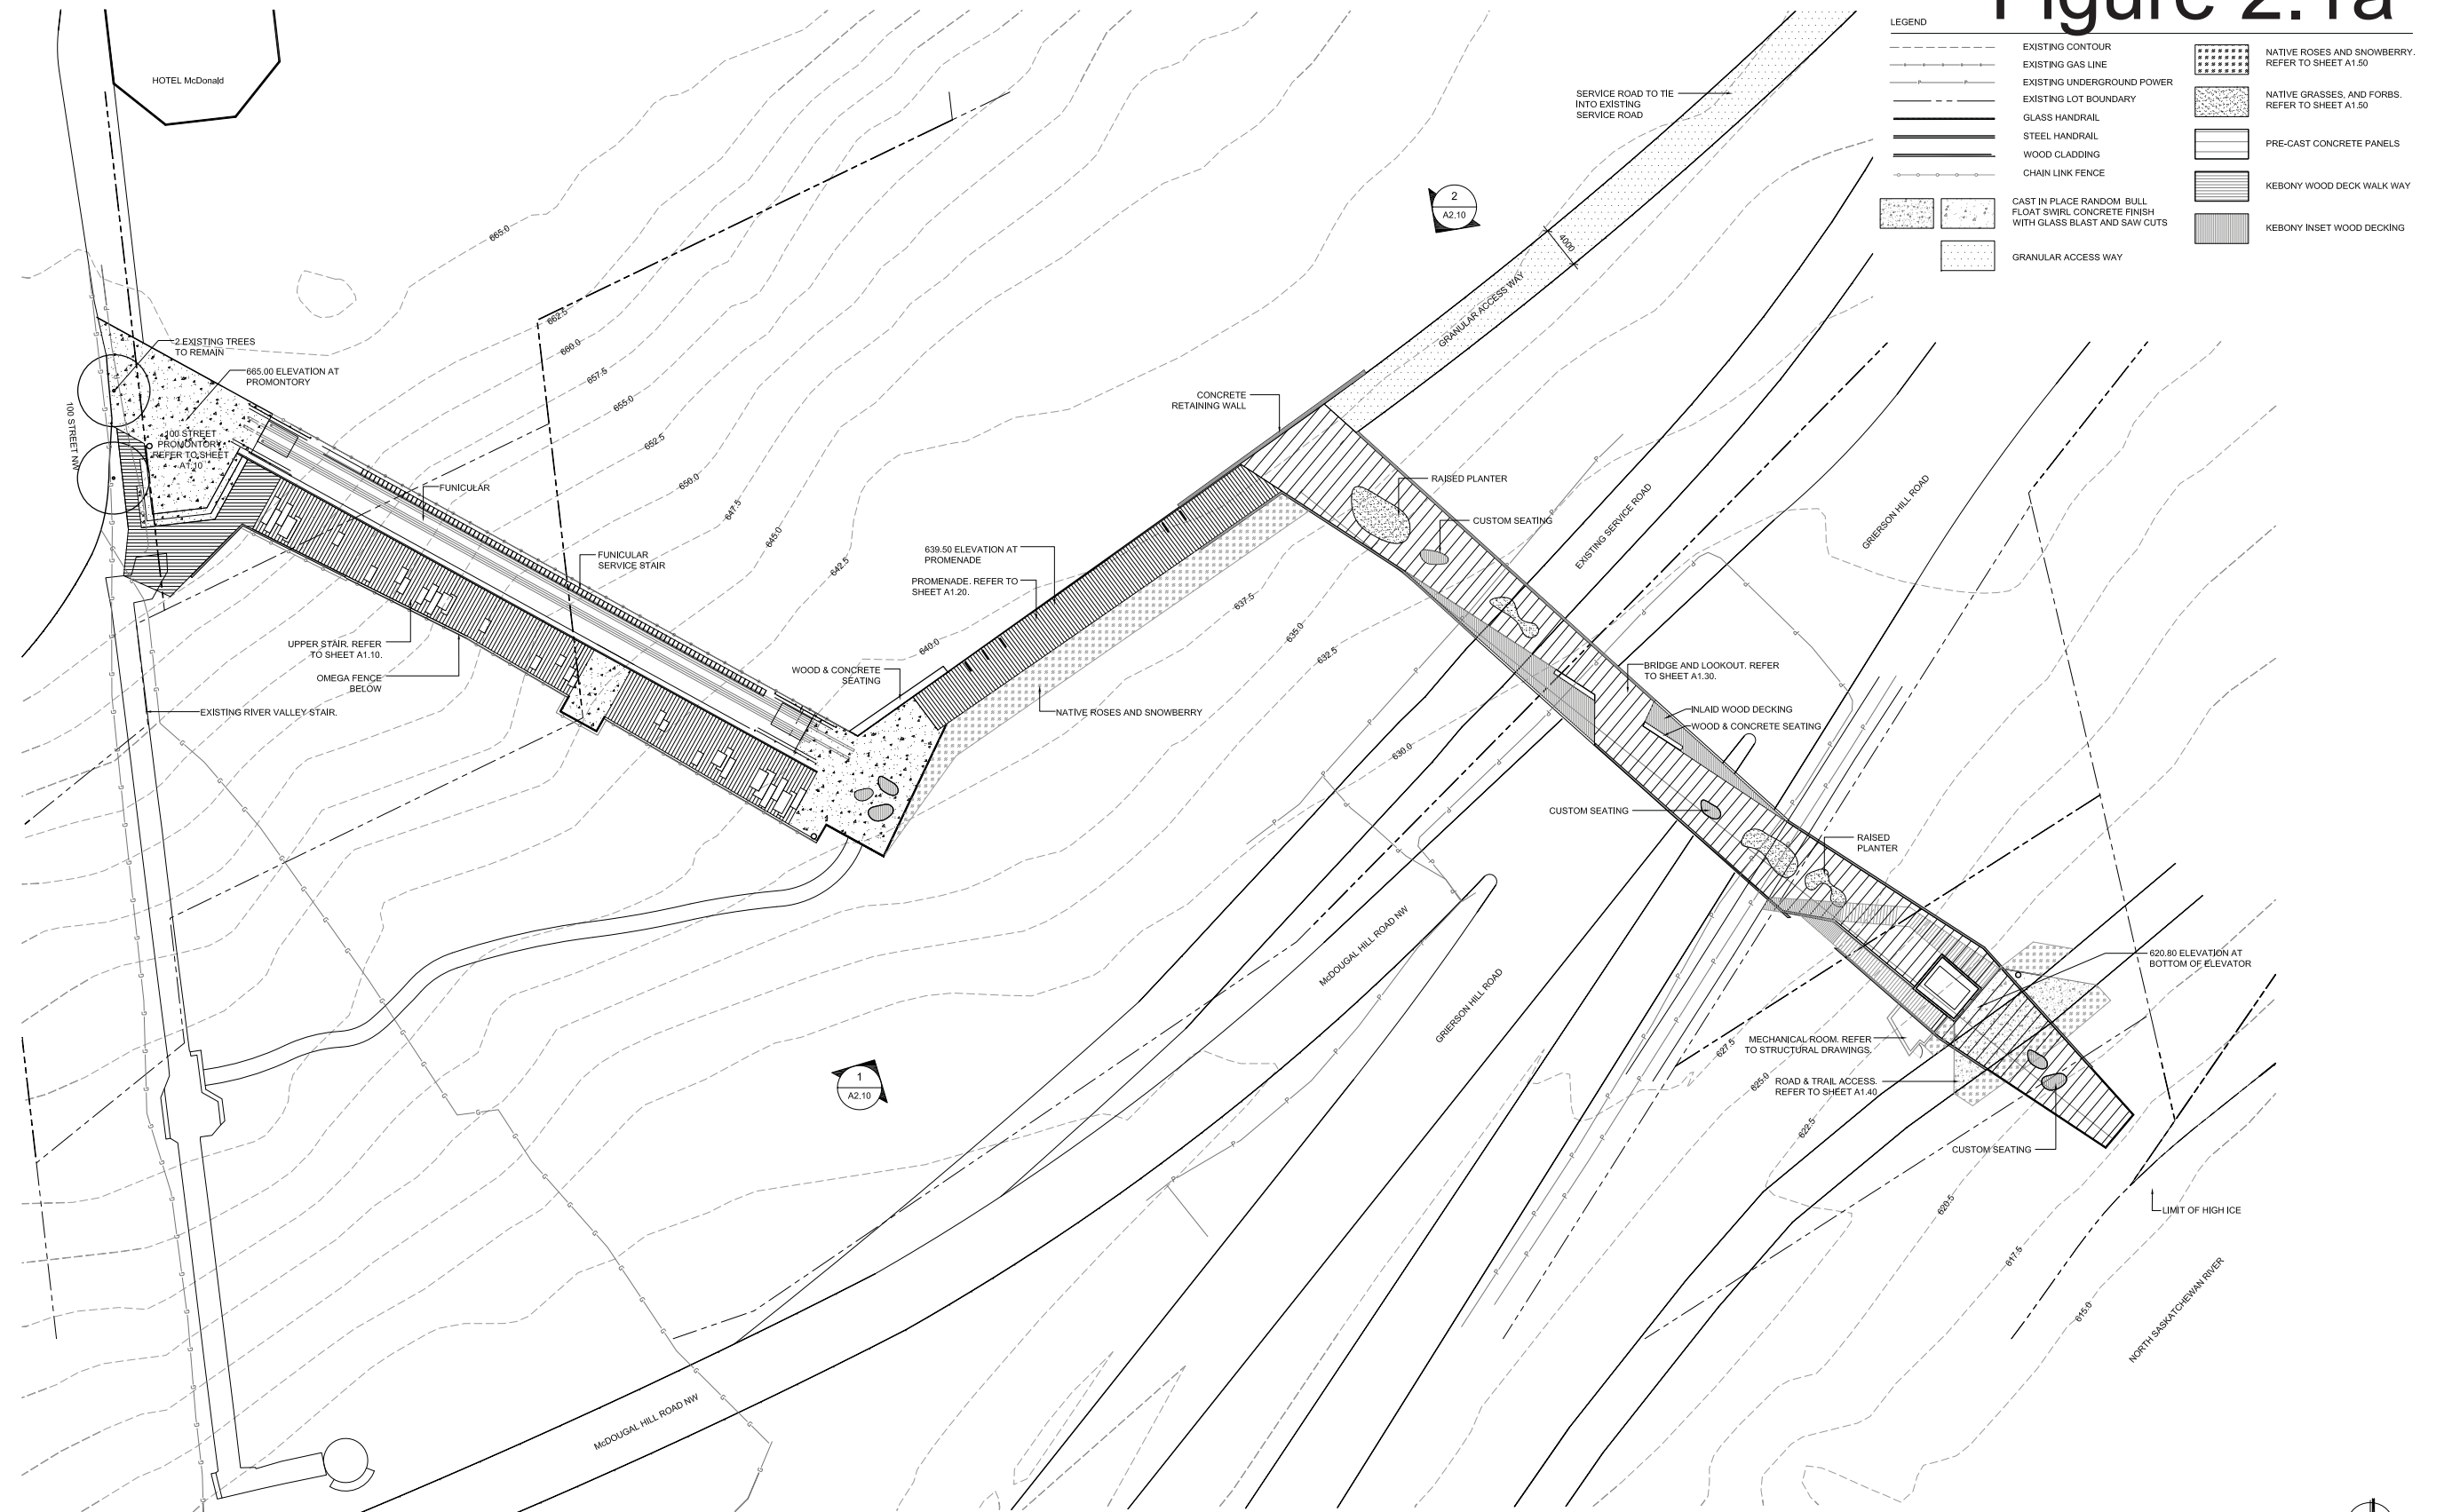 Figure 2.1a
LEGEND
EXISTING CONTOUR
EXISTING GAS LINE
EXISTING UNDERGROUND POWER
EXISTING LOT BOUNDARY
GLASS HANDRAIL
STEEL HANDRAIL
WOOD CLADDING
CHAIN LINK FENCE
CAST IN PLACE RANDOM BULL
FLOAT SWIRL CONCRETE FINISH
WITH GLASS BLAST AND SAW CUTS
GRANULAR ACCESS WAY
NATIVE ROSES AND SNOWBERRY.
REFER TO SHEET A1.50
NATIVE GRASSES, AND FORBS.
REFER TO SHEET A1.50
PRE-CAST CONCRETE PANELS
KEBONY WOOD DECK WALK WAY
KEBONY INSET WOOD DECKING
HOTEL McDonald
SERVICE ROAD TO TIE
INTO EXISTING
SERVICE ROAD
2
A2.10
4000
GRANULAR ACCESS WAY
665.0
662.5
660.0
657.5
655.0
652.5
650.0
647.5
645.0
642.5
640.0
637.5
635.0
632.5
630.0
627.5
625.0
622.5
620.5
617.5
615.0
2 EXISTING TREES
TO REMAIN
665.00 ELEVATION AT
PROMONTORY
100 STREET NW
100 STREET
PROMONTORY.
REFER TO SHEET
A1.10
FUNICULAR
FUNICULAR
SERVICE STAIR
UPPER STAIR. REFER
TO SHEET A1.10.
OMEGA FENCE
BELOW
EXISTING RIVER VALLEY STAIR.
WOOD & CONCRETE
SEATING
639.50 ELEVATION AT
PROMENADE
PROMENADE. REFER TO
SHEET A1.20.
NATIVE ROSES AND SNOWBERRY
CONCRETE
RETAINING WALL
RAISED PLANTER
CUSTOM SEATING
EXISTING SERVICE ROAD
GRIERSON HILL ROAD
BRIDGE AND LOOKOUT. REFER
TO SHEET A1.30.
INLAID WOOD DECKING
WOOD & CONCRETE SEATING
CUSTOM SEATING
RAISED
PLANTER
McDOUGAL HILL ROAD NW
GRIERSON HILL ROAD
620.80 ELEVATION AT
BOTTOM OF ELEVATOR
MECHANICAL ROOM. REFER
TO STRUCTURAL DRAWINGS.
ROAD & TRAIL ACCESS.
REFER TO SHEET A1.40
CUSTOM SEATING
LIMIT OF HIGH ICE
NORTH SASKATCHEWAN RIVER
1
A2.10
McDOUGAL HILL ROAD NW